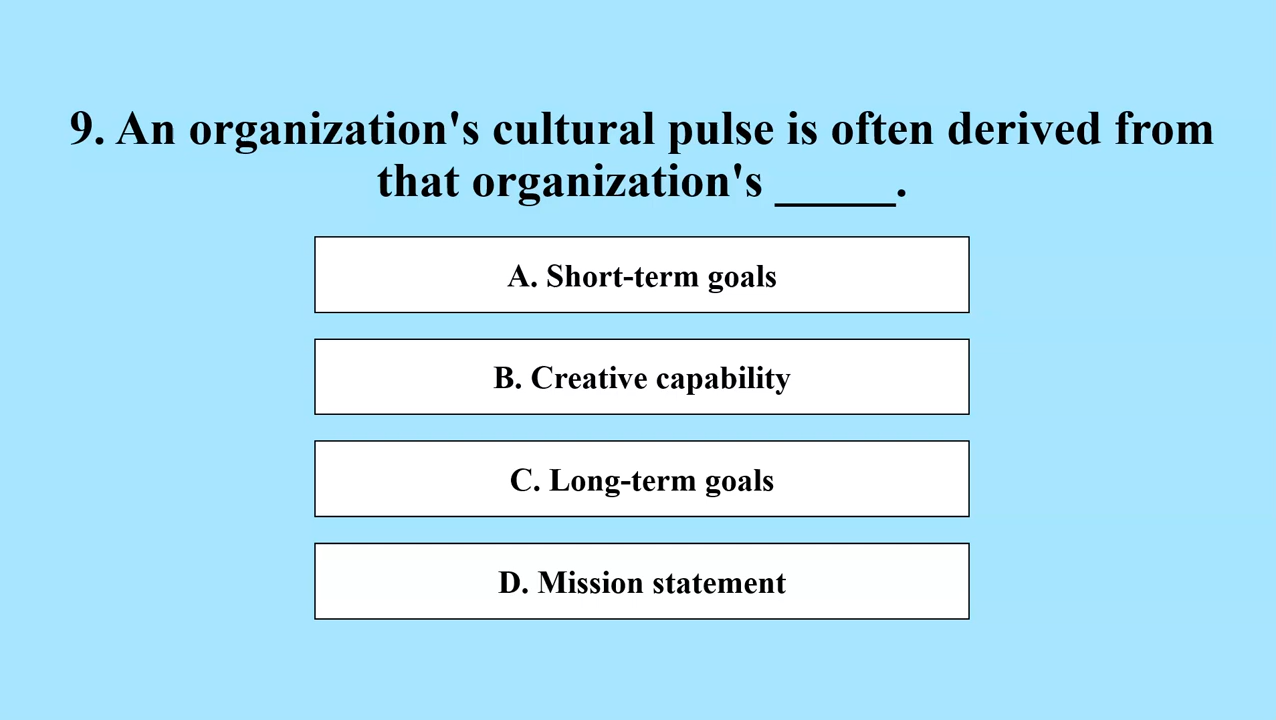 9. An organization's cultural pulse is often derived from
that organization's _____.
A. Short-term goals
B. Creative capability
C. Long-term goals
D. Mission statement